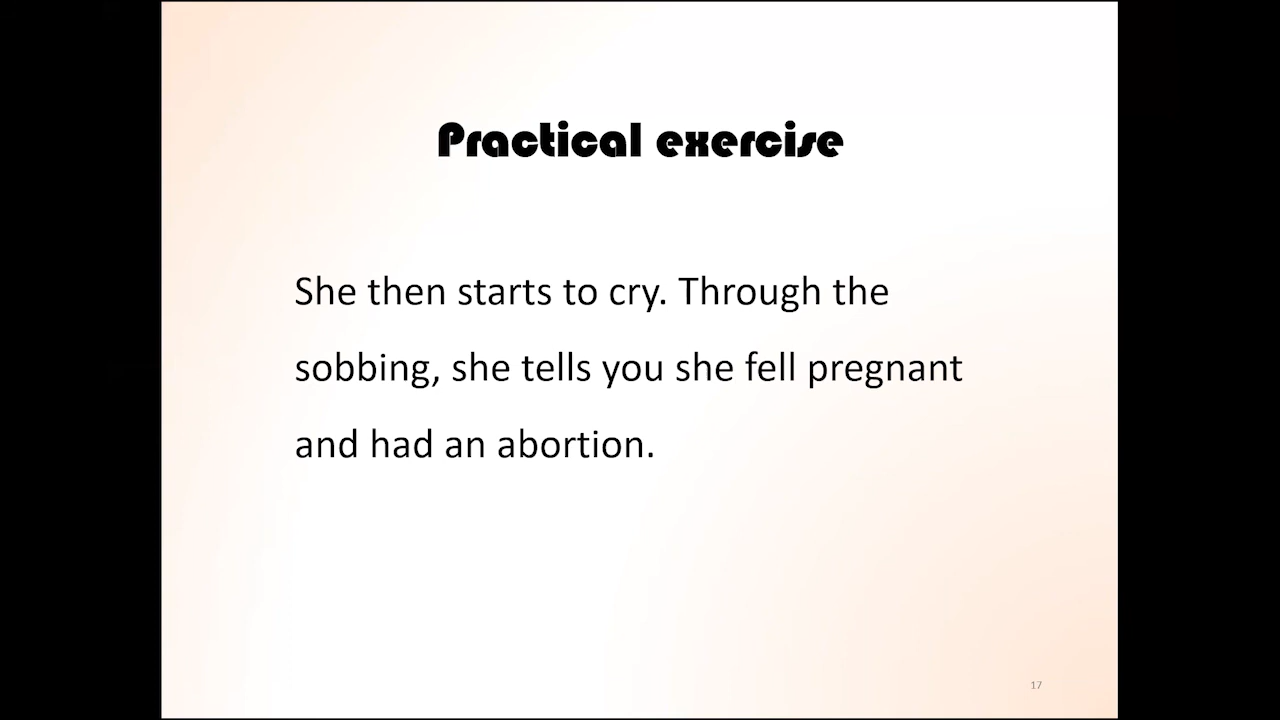 Practical exercise
She then starts to cry. Through the
sobbing, she tells you she fell pregnant
and had an abortion.
17